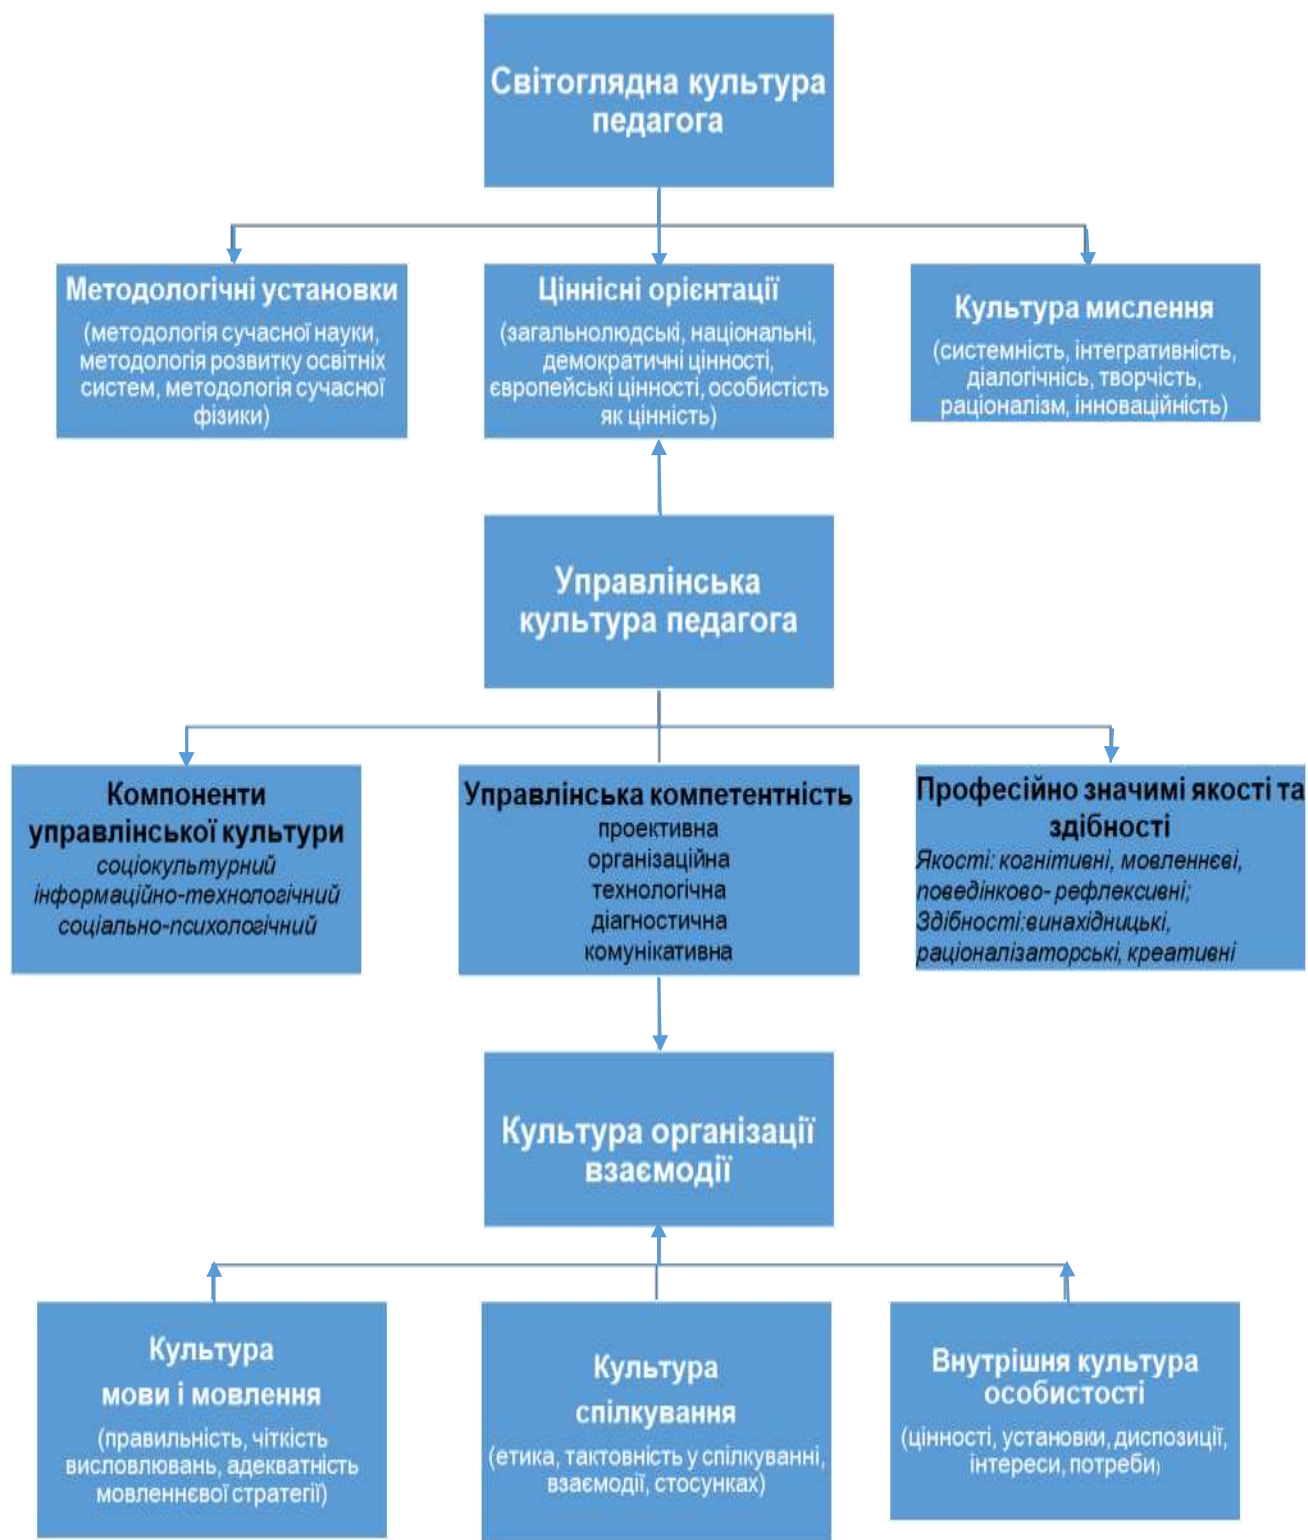 Світоглядна культура
педагога
Методологічні установки
(методологія сучасної науки,
методологія розвитку освітніх
систем, методологія сучасної
фізики)
Ціннісні орієнтації
(загальнолюдські, національні,
демократичні цінності,
європейські цінності, особистість
як цінність)
Культура мислення
(системність, інтегративність,
діалогічнісь, творчість,
раціоналізм, інноваційність)
Управлінська
культура педагога
Компоненти
управлінської культури
соціокультурний
інформаційно-технологічний
соціально-психологічний
Управлінська компетентність
проективна
організаційна
технологічна
діагностична
комунікативна
Професійно значимі якості та
здібності
Якості: когнітивні, мовленнєві,
поведінково- рефлексивні;
Здібності:винахідницькі,
раціоналізаторські, креативні
Культура організації
взаємодії
Культура
мови і мовлення
(правильність, чіткість
висловлювань, адекватність
мовленнєвої стратегії)
Культура
спілкування
(етика, тактовність у спілкуванні,
взаємодії, стосунках)
Внутрішня культура
особистості
(цінності, установки, диспозиції,
інтереси, потреби)